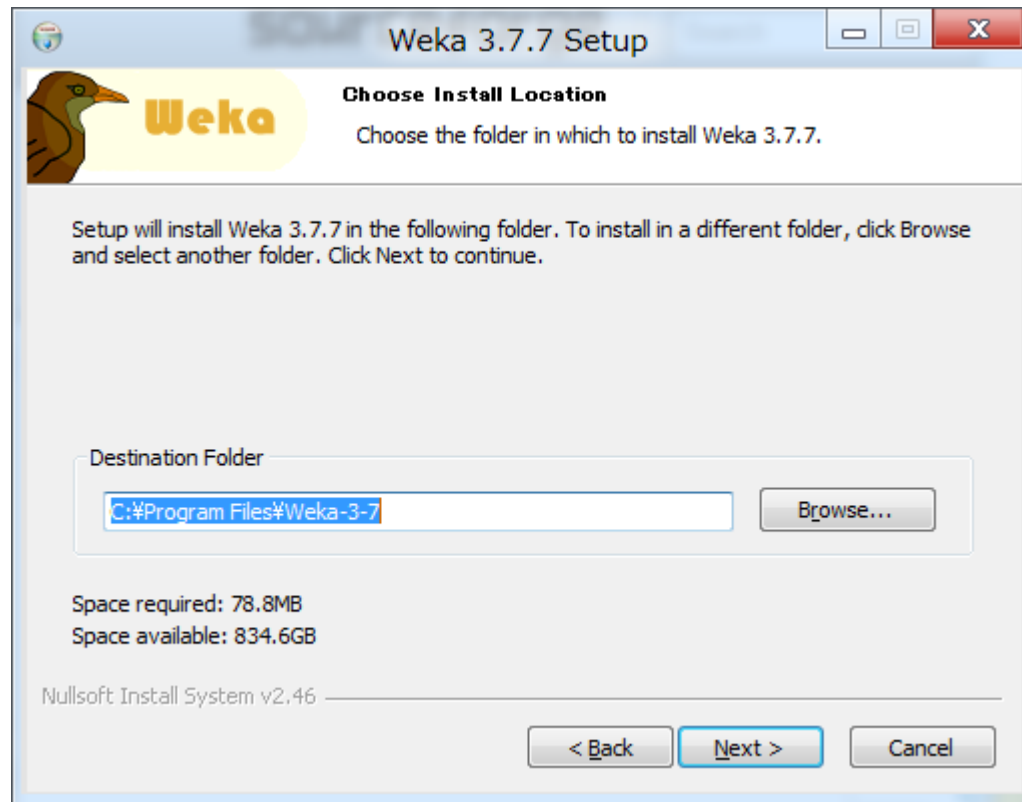 Weka 3.7.7 Setup
Weka
Choose Install Location
Choose the folder in which to install Weka 3.7.7.
Setup will install Weka 3.7.7 in the following folder. To install in a different folder, click Browse
and select another folder. Click Next to continue.
Destination Folder
C:¥Program Files¥Weka-3-7
Browse...
Space required: 78.8MB
Space available: 834.6GB
Nullsoft Install System v2.46
< Back Next > Cancel